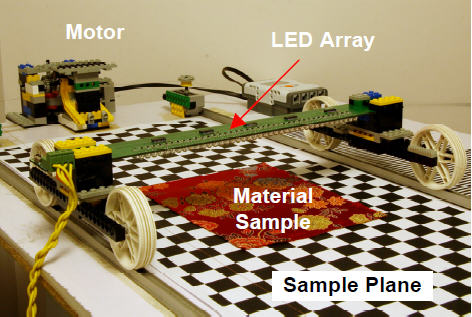 Motor
LED Array
Material
Sample
Sample Plane